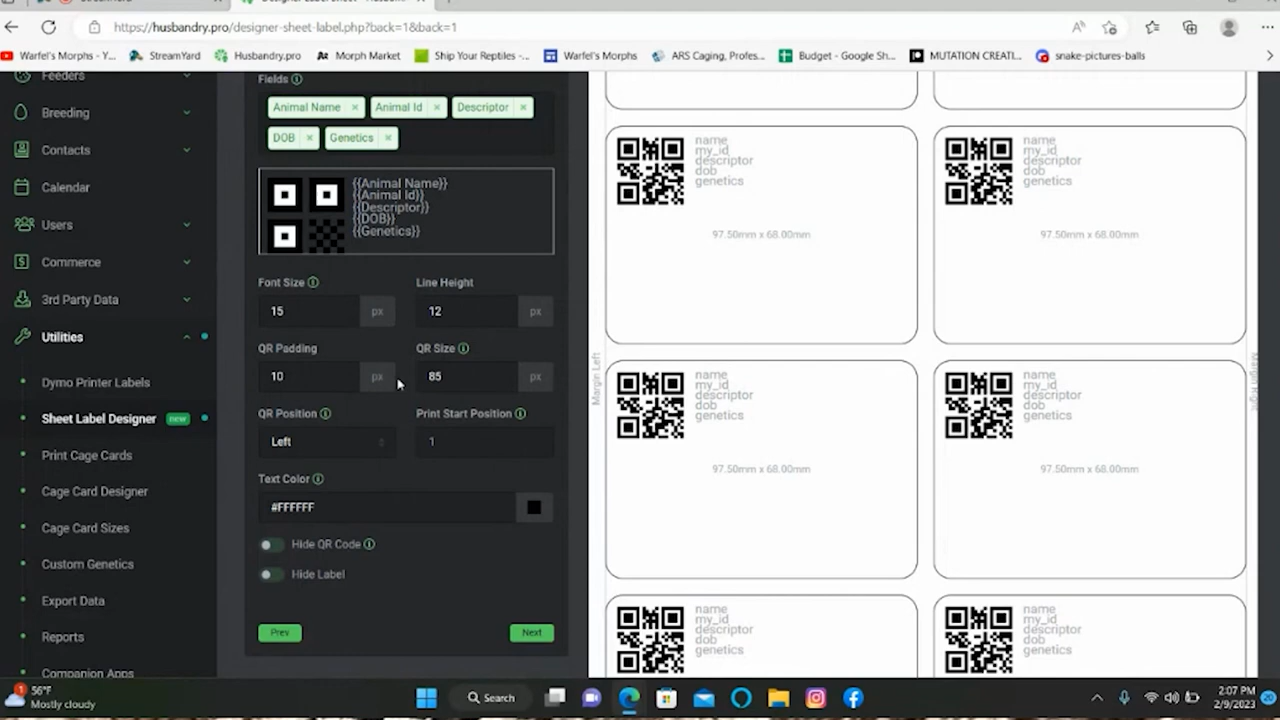 https://husbandry.pro/designer-sheet-label.php?back=1&back=1
Warfel's Morphs - Y...
StreamYard
Husbandry.pro
Morph Market
Ship Your Reptiles -...
Warfel's Morphs
ARS Caging, Profes...
Budget - Google Sh...
MUTATION CREATI...
snake-pictures-balls
Feeders
Breeding
Contacts
Calendar
Users
Commerce
3rd Party Data
Utilities
Dymo Printer Labels
Sheet Label Designer new
Print Cage Cards
Cage Card Designer
Cage Card Sizes
Custom Genetics
Export Data
Reports
Companion Apps
Fields
Animal Name × Animal Id × Descriptor ×
DOB × Genetics ×
{{Animal Name}}
{{Animal Id}}
{{Descriptor}}
{{DOB}}
{{Genetics}}
Font Size Line Height
15 px 12 px
QR Padding QR Size
10 px 85 px
QR Position Print Start Position
Left 1
Text Color
#FFFFFF
Hide QR Code
Hide Label
Prev Next
Margin Left
name
my_id
descriptor
dob
genetics
97.50mm x 68.00mm
name
my_id
descriptor
dob
genetics
97.50mm x 68.00mm
name
my_id
descriptor
dob
genetics
97.50mm x 68.00mm
name
my_id
descriptor
dob
genetics
97.50mm x 68.00mm
name
my_id
descriptor
dob
genetics
name
my_id
descriptor
dob
genetics
Margin Right
56°F
Mostly cloudy
Search
2:07 PM
2/9/2023